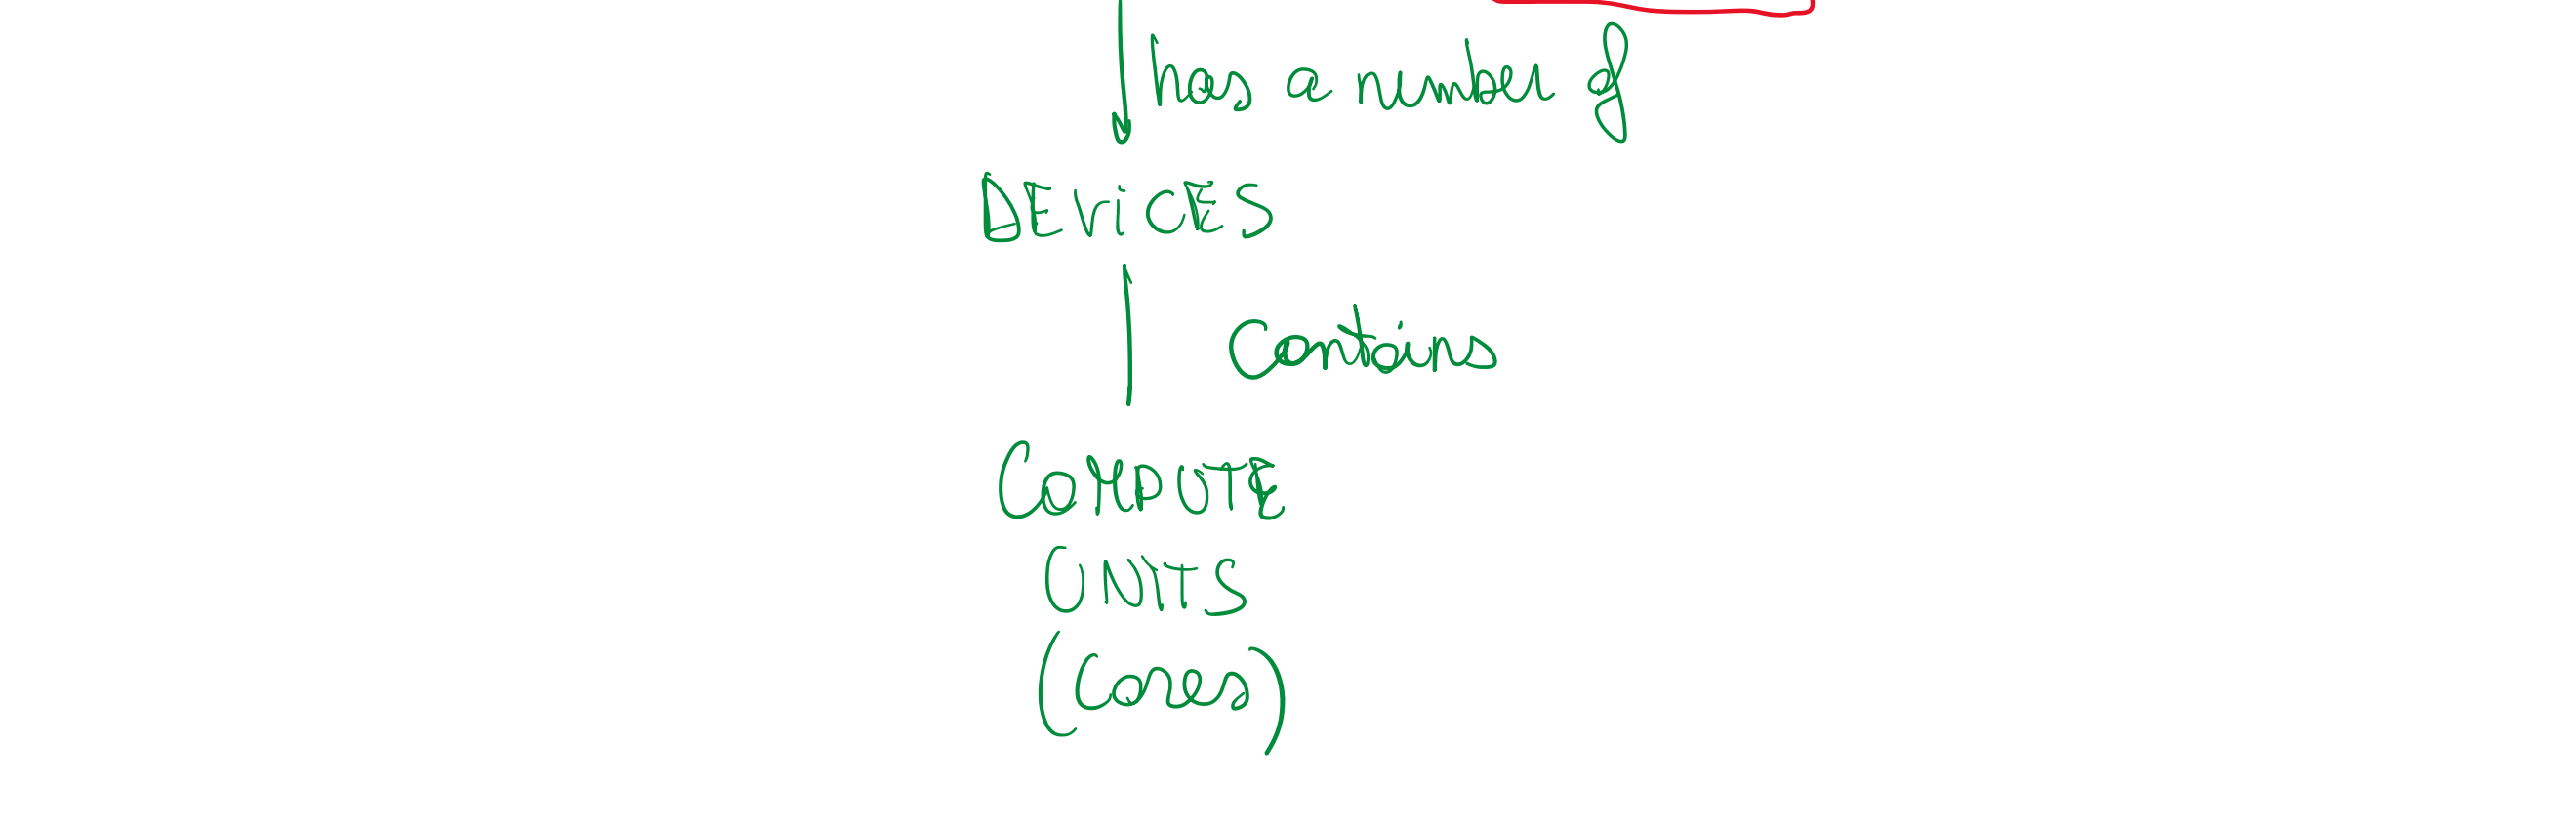 has a number of
DEViCES
Contains
COMPUTE
UNITS
(Cores)